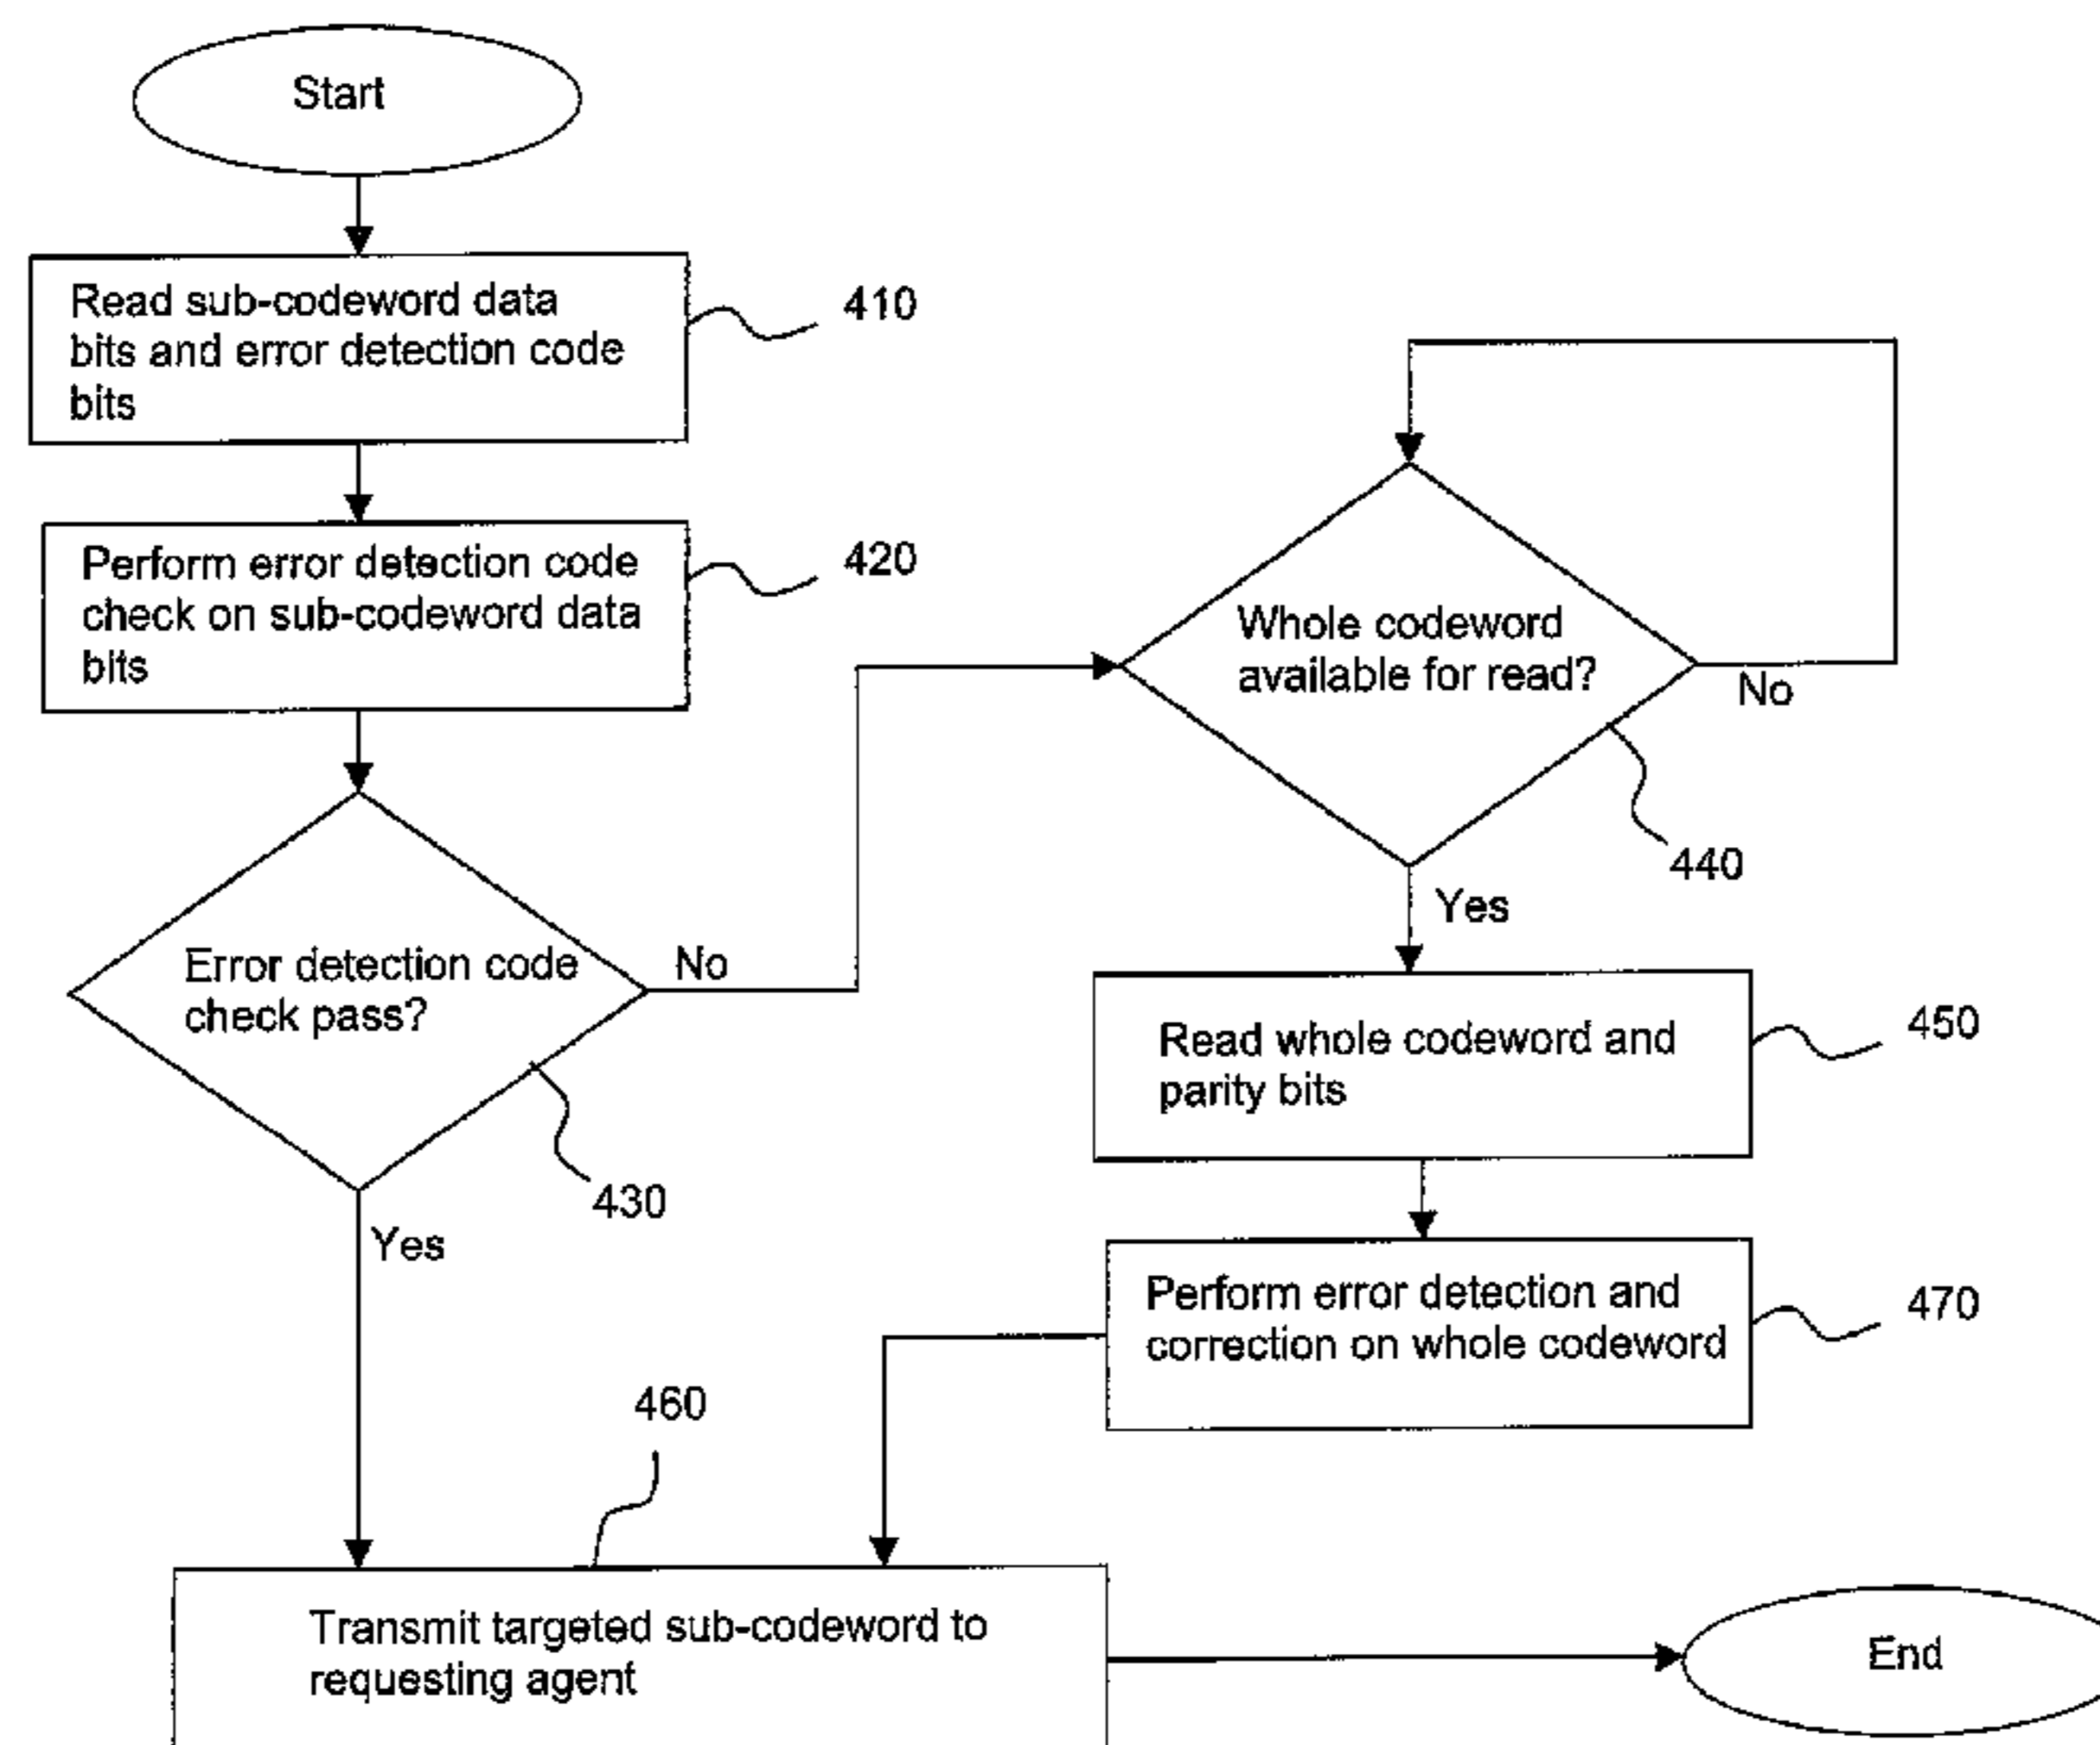 Start
Read sub-codeword data
bits and error detection code
bits
410
Perform error detection code
check on sub-codeword data
bits
420
Error detection code
check pass?
No
430
Yes
Whole codeword
available for read?
No
440
Yes
Read whole codeword and
parity bits
450
Perform error detection and
correction on whole codeword
470
460
Transmit targeted sub-codeword to
requesting agent
End